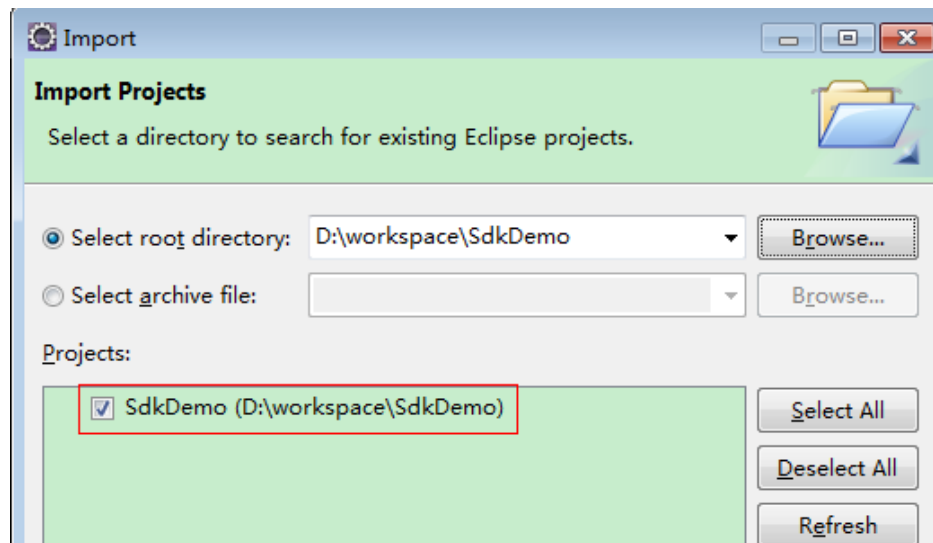 Import
Import Projects
Select a directory to search for existing Eclipse projects.
Select root directory: D:\workspace\SdkDemo Browse...
Select archive file: Browse...
Projects:
SdkDemo (D:\workspace\SdkDemo)
Select All
Deselect All
Refresh